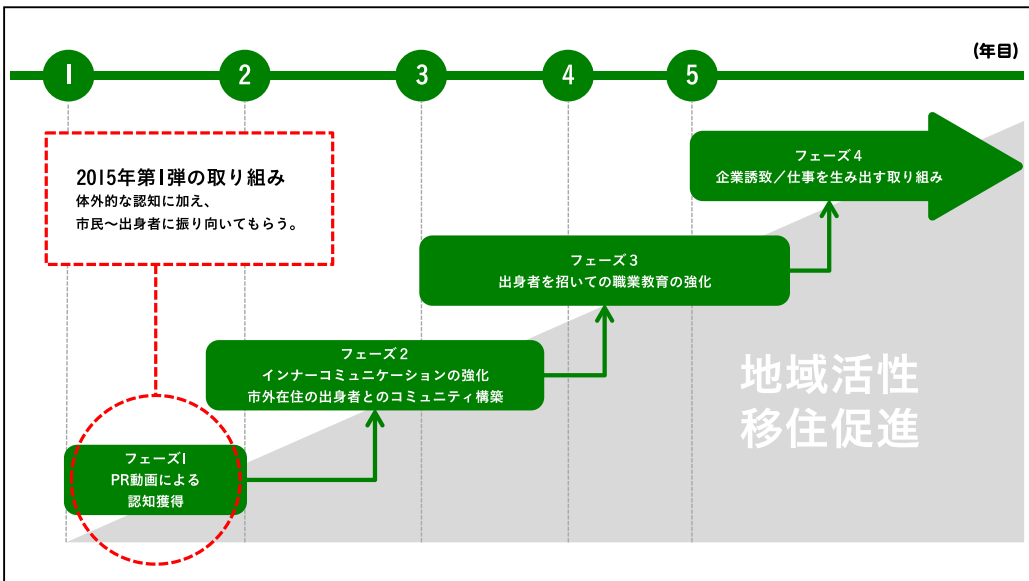 (年目)
1
2
3
4
5
2015年第1弾の取り組み
体外的な認知に加え、
市民〜出身者に振り向いてもらう。
フェーズ4
企業誘致／仕事を生み出す取り組み
フェーズ3
出身者を招いての職業教育の強化
フェーズ2
インナーコミュニケーションの強化
市外在住の出身者とのコミュニティ構築
フェーズ1
PR動画による
認知獲得
地域活性
移住促進